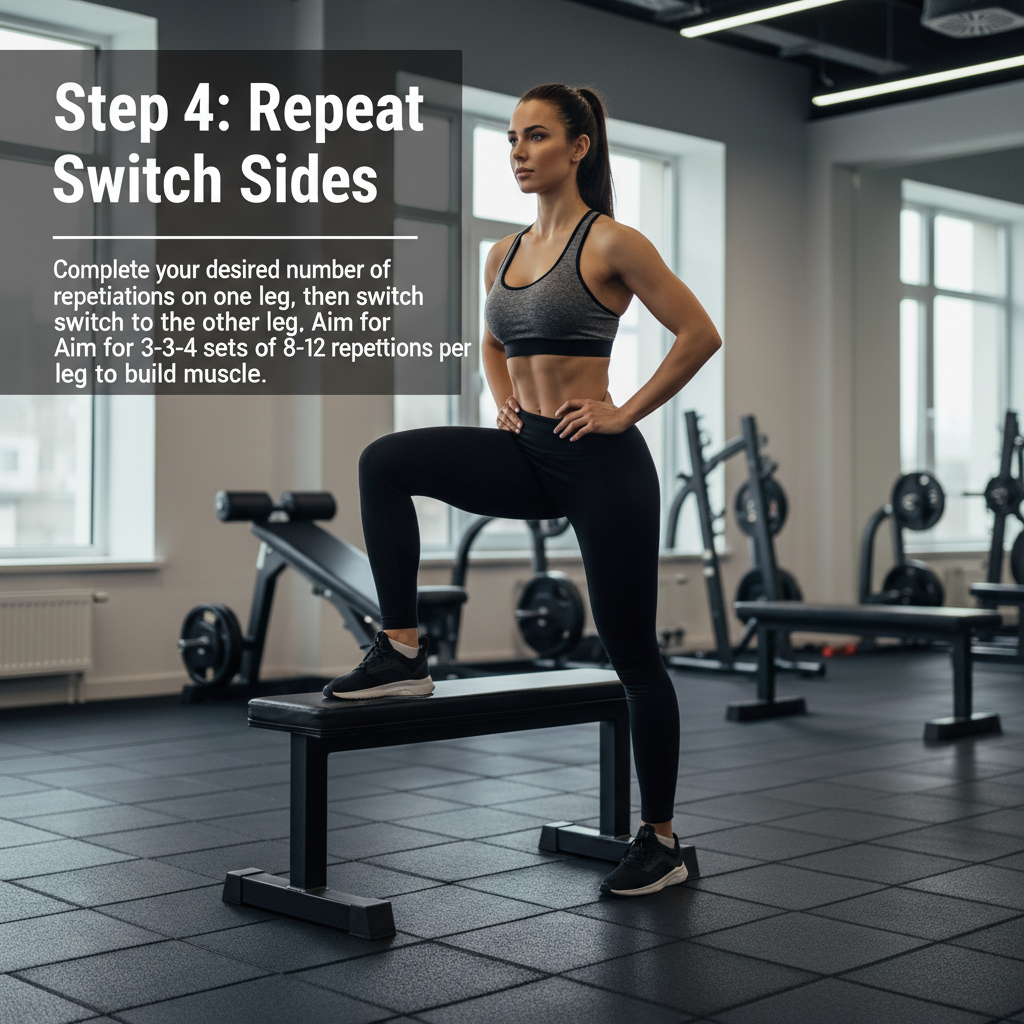 Step 4: Repeat
Switch Sides
Complete your desired number of
repetiations on one leg, then switch
switch to the other leg. Aim for
Aim for 3-3-4 sets of 8-12 repettions per
leg to build muscle.